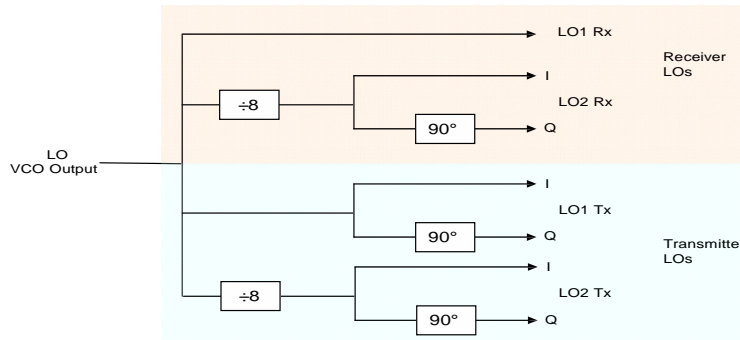 LO1 Rx
Receiver
LOs
I
÷8
LO2 Rx
90°
Q
LO
VCO Output
I
LO1 Tx
90°
Q
Transmitte
LOs
I
÷8
LO2 Tx
90°
Q